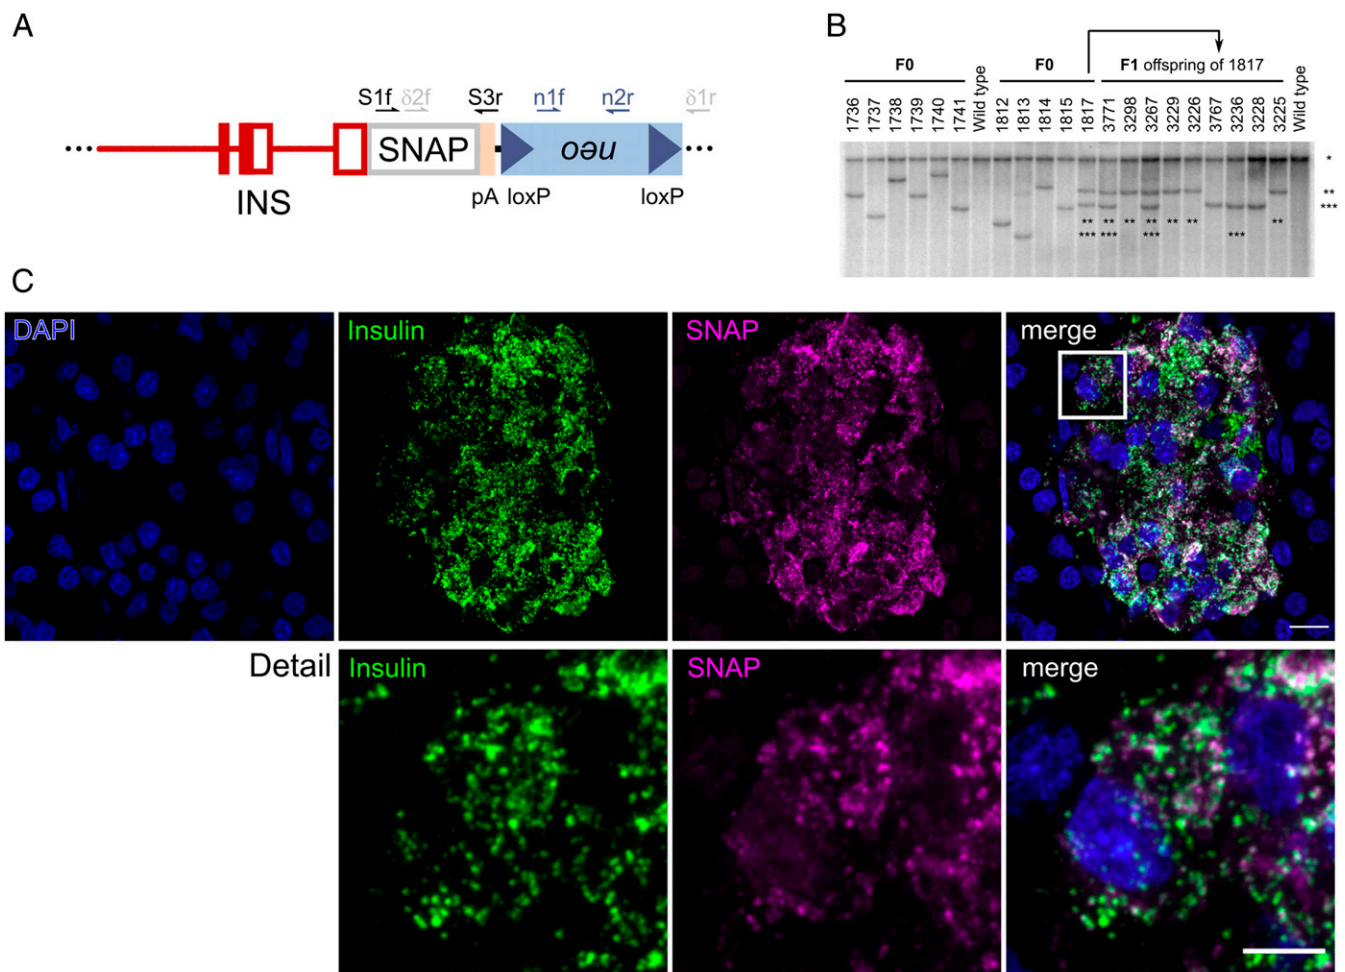 A
S1f δ2f S3r n1f n2r δ1r
SNAP neo
INS pA loxP loxP
B
F0 F0 F1 offspring of 1817
1736 1737 1738 1739 1740 1741 Wild type 1812 1813 1814 1815 1817 3771 3298 3267 3229 3226 3767 3236 3228 3225 Wild type
*
**
***
** ** ** ** ** ** **
*** *** *** ***
C
DAPI Insulin SNAP merge
Detail Insulin SNAP merge